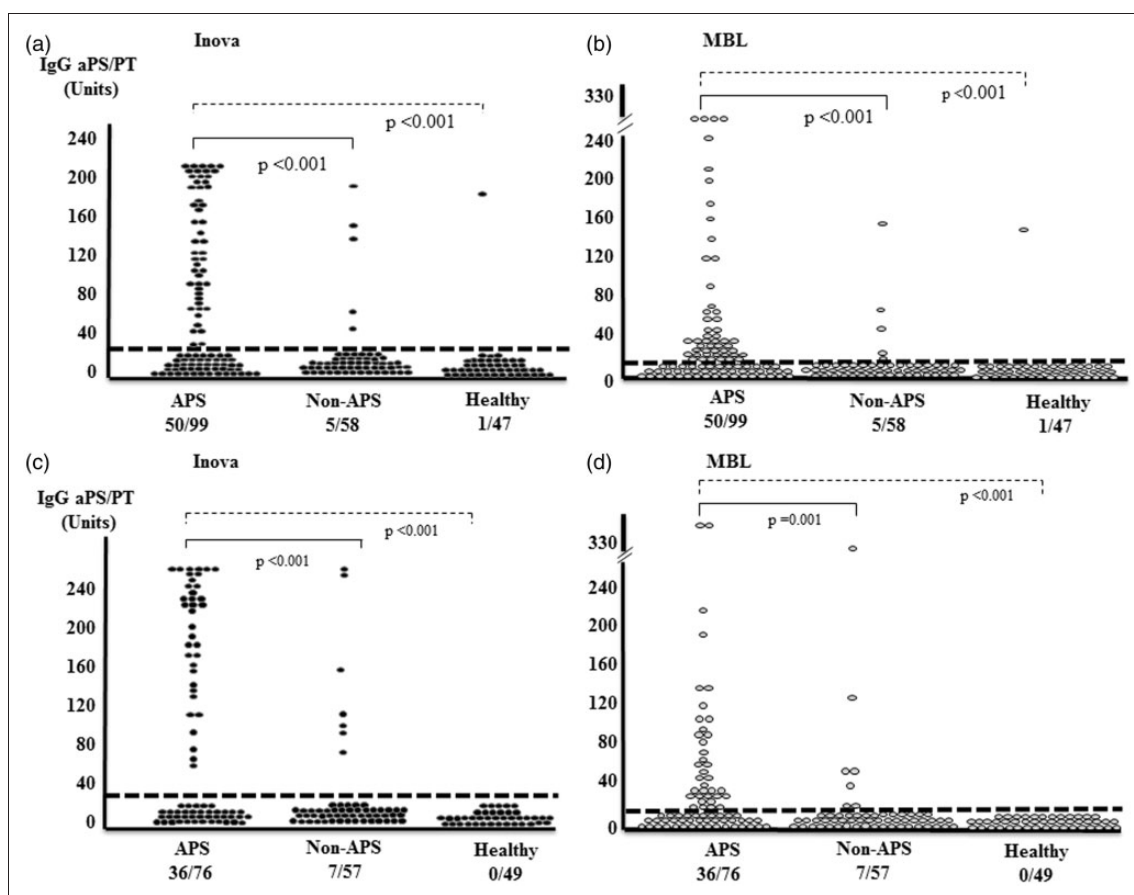 (a) Inova
IgG aPS/PT
(Units)
p <0.001
p <0.001
240
200
160
120
80
40
0
APS Non-APS Healthy
50/99 5/58 1/47
(b) MBL
330
p <0.001
p <0.001
240
200
160
120
80
40
0
APS Non-APS Healthy
50/99 5/58 1/47
(c) Inova
IgG aPS/PT
(Units)
p <0.001
p <0.001
240
200
160
120
80
40
0
APS Non-APS Healthy
36/76 7/57 0/49
(d) MBL
p <0.001
p =0.001
330
240
200
160
120
80
40
0
APS Non-APS Healthy
36/76 7/57 0/49